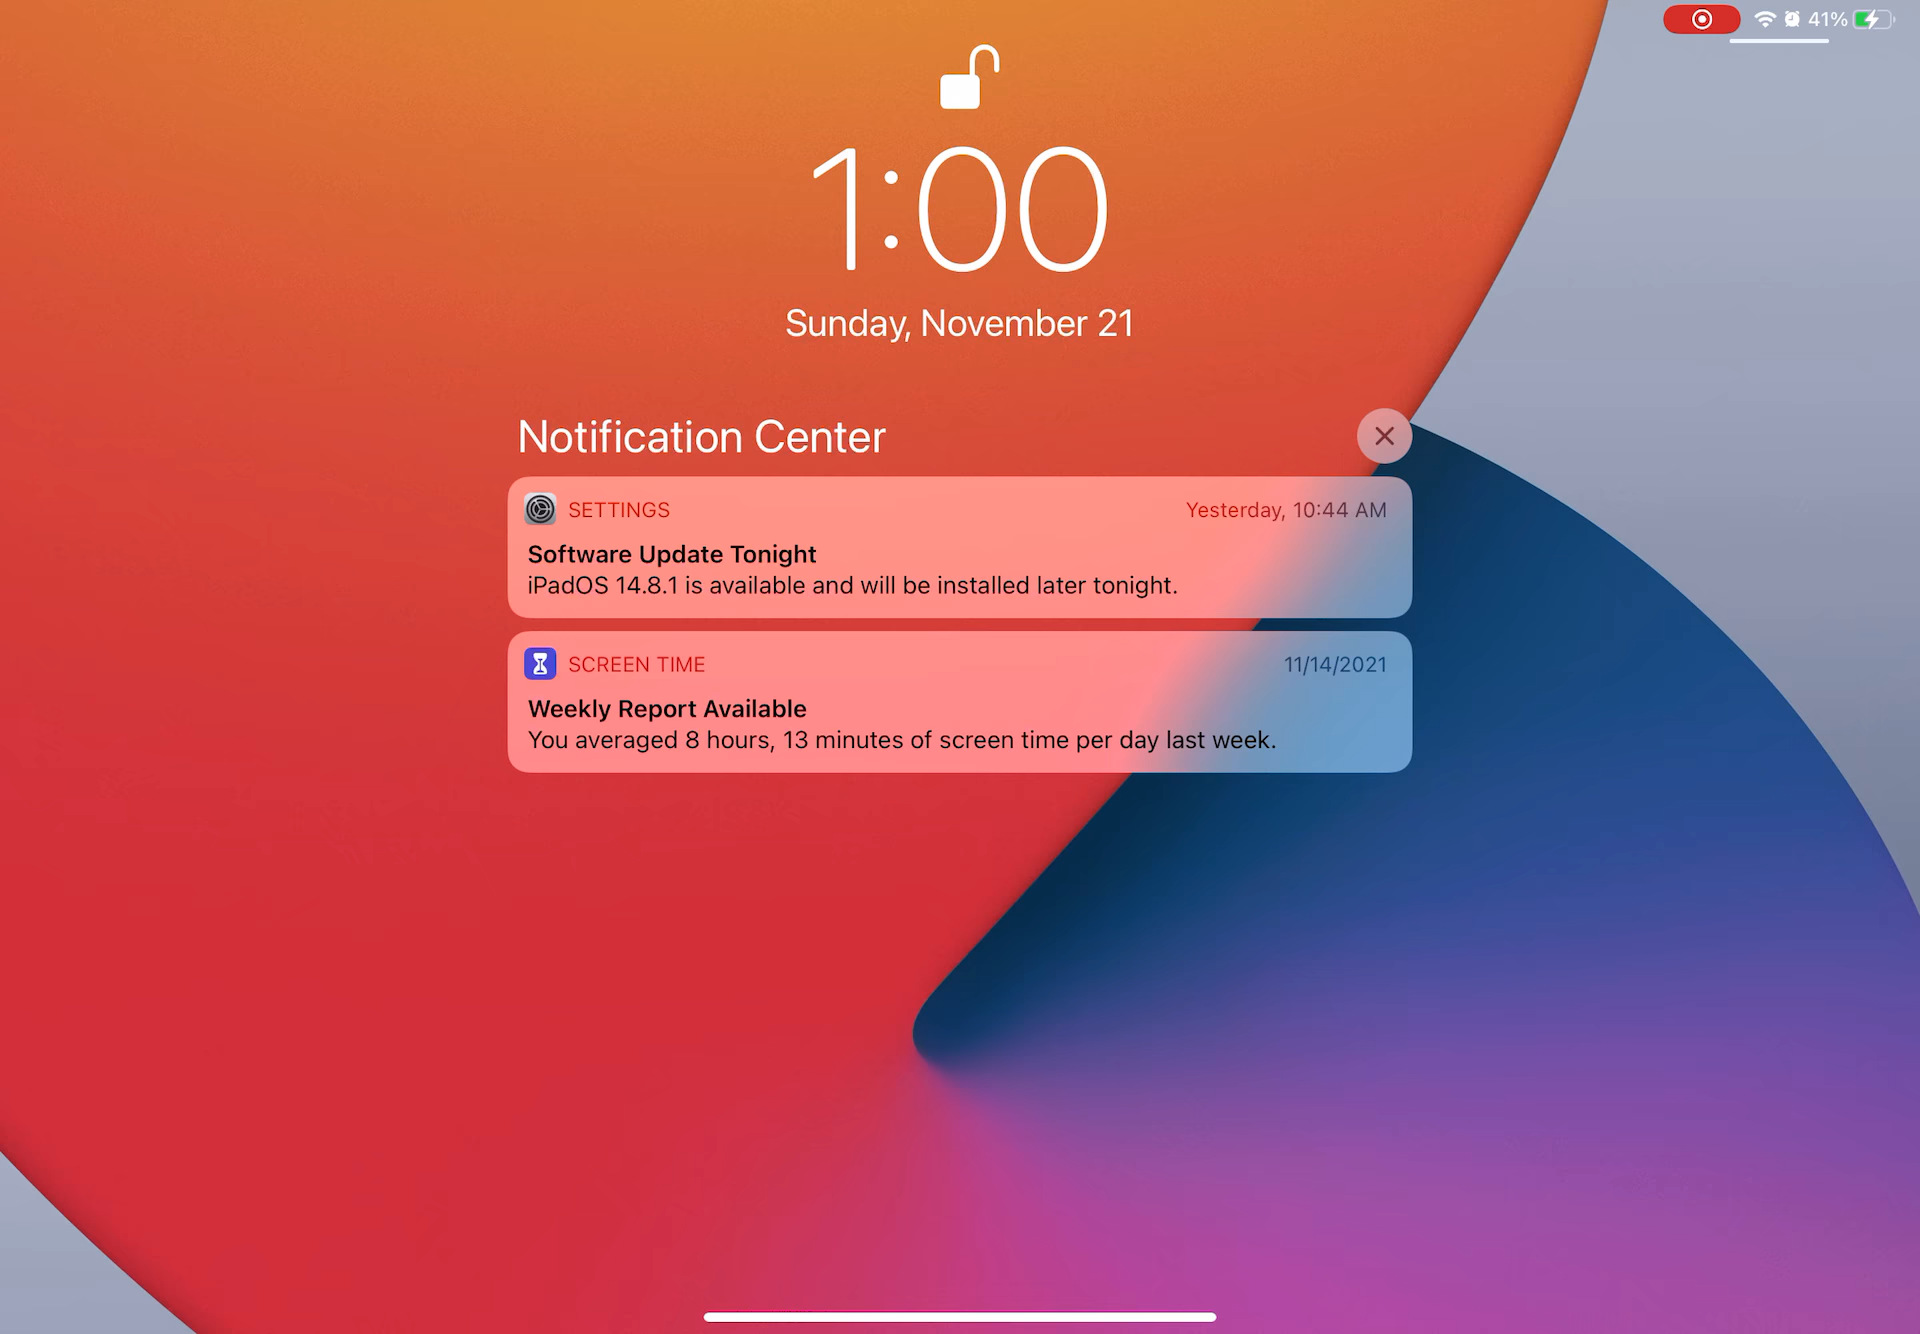 41%
1:00
Sunday, November 21
Notification Center
SETTINGS
Yesterday, 10:44 AM
Software Update Tonight
iPadOS 14.8.1 is available and will be installed later tonight.
SCREEN TIME
11/14/2021
Weekly Report Available
You averaged 8 hours, 13 minutes of screen time per day last week.